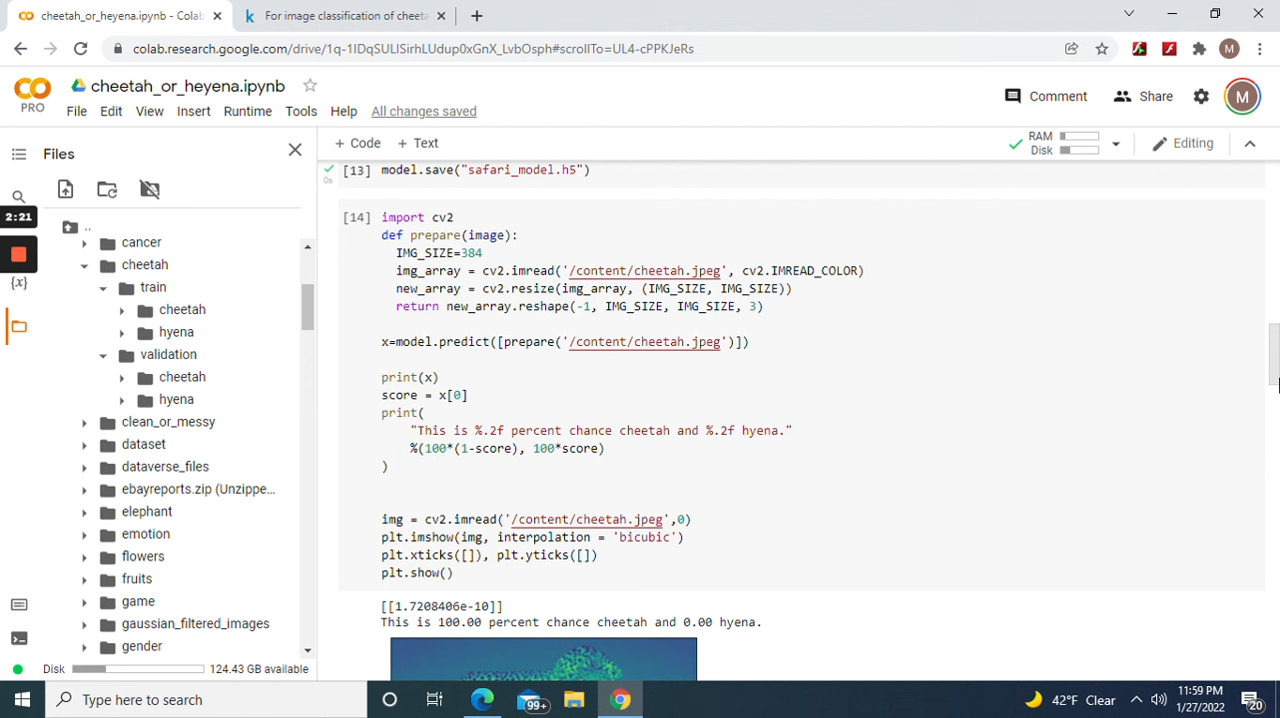 cheetah_or_heyena.ipynb - Colab
For image classification of cheeta
colab.research.google.com/drive/1q-1IDqSULlSirhLUdup0xGnX_LvbOsph#scrollTo=UL4-cPPKJeRs
M
PRO
cheetah_or_heyena.ipynb
File Edit View Insert Runtime Tools Help All changes saved
Comment
Share
M
Files
+ Code + Text
RAM
Disk
Editing
2:21
{x}
..
cancer
cheetah
train
cheetah
hyena
validation
cheetah
hyena
clean_or_messy
dataset
dataverse_files
ebayreports.zip (Unzippe...
elephant
emotion
flowers
fruits
game
gaussian_filtered_images
gender
Disk
124.43 GB available
0s
[13] model.save("safari_model.h5")
[14] import cv2
def prepare(image):
IMG_SIZE=384
img_array = cv2.imread('/content/cheetah.jpeg', cv2.IMREAD_COLOR)
new_array = cv2.resize(img_array, (IMG_SIZE, IMG_SIZE))
return new_array.reshape(-1, IMG_SIZE, IMG_SIZE, 3)
x=model.predict([prepare('/content/cheetah.jpeg')])
print(x)
score = x[0]
print(
"This is %.2f percent chance cheetah and %.2f hyena."
%(100*(1-score), 100*score)
)
img = cv2.imread('/content/cheetah.jpeg',0)
plt.imshow(img, interpolation = 'bicubic')
plt.xticks([]), plt.yticks([])
plt.show()
[[1.7208406e-10]]
This is 100.00 percent chance cheetah and 0.00 hyena.
Type here to search
99+
42°F Clear
11:59 PM
1/27/2022
20